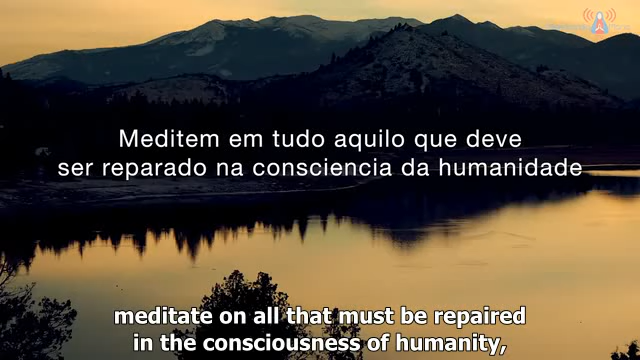 Meditem em tudo aquilo que deve
ser reparado na consciencia da humanidade
meditate on all that must be repaired
in the consciousness of humanity,